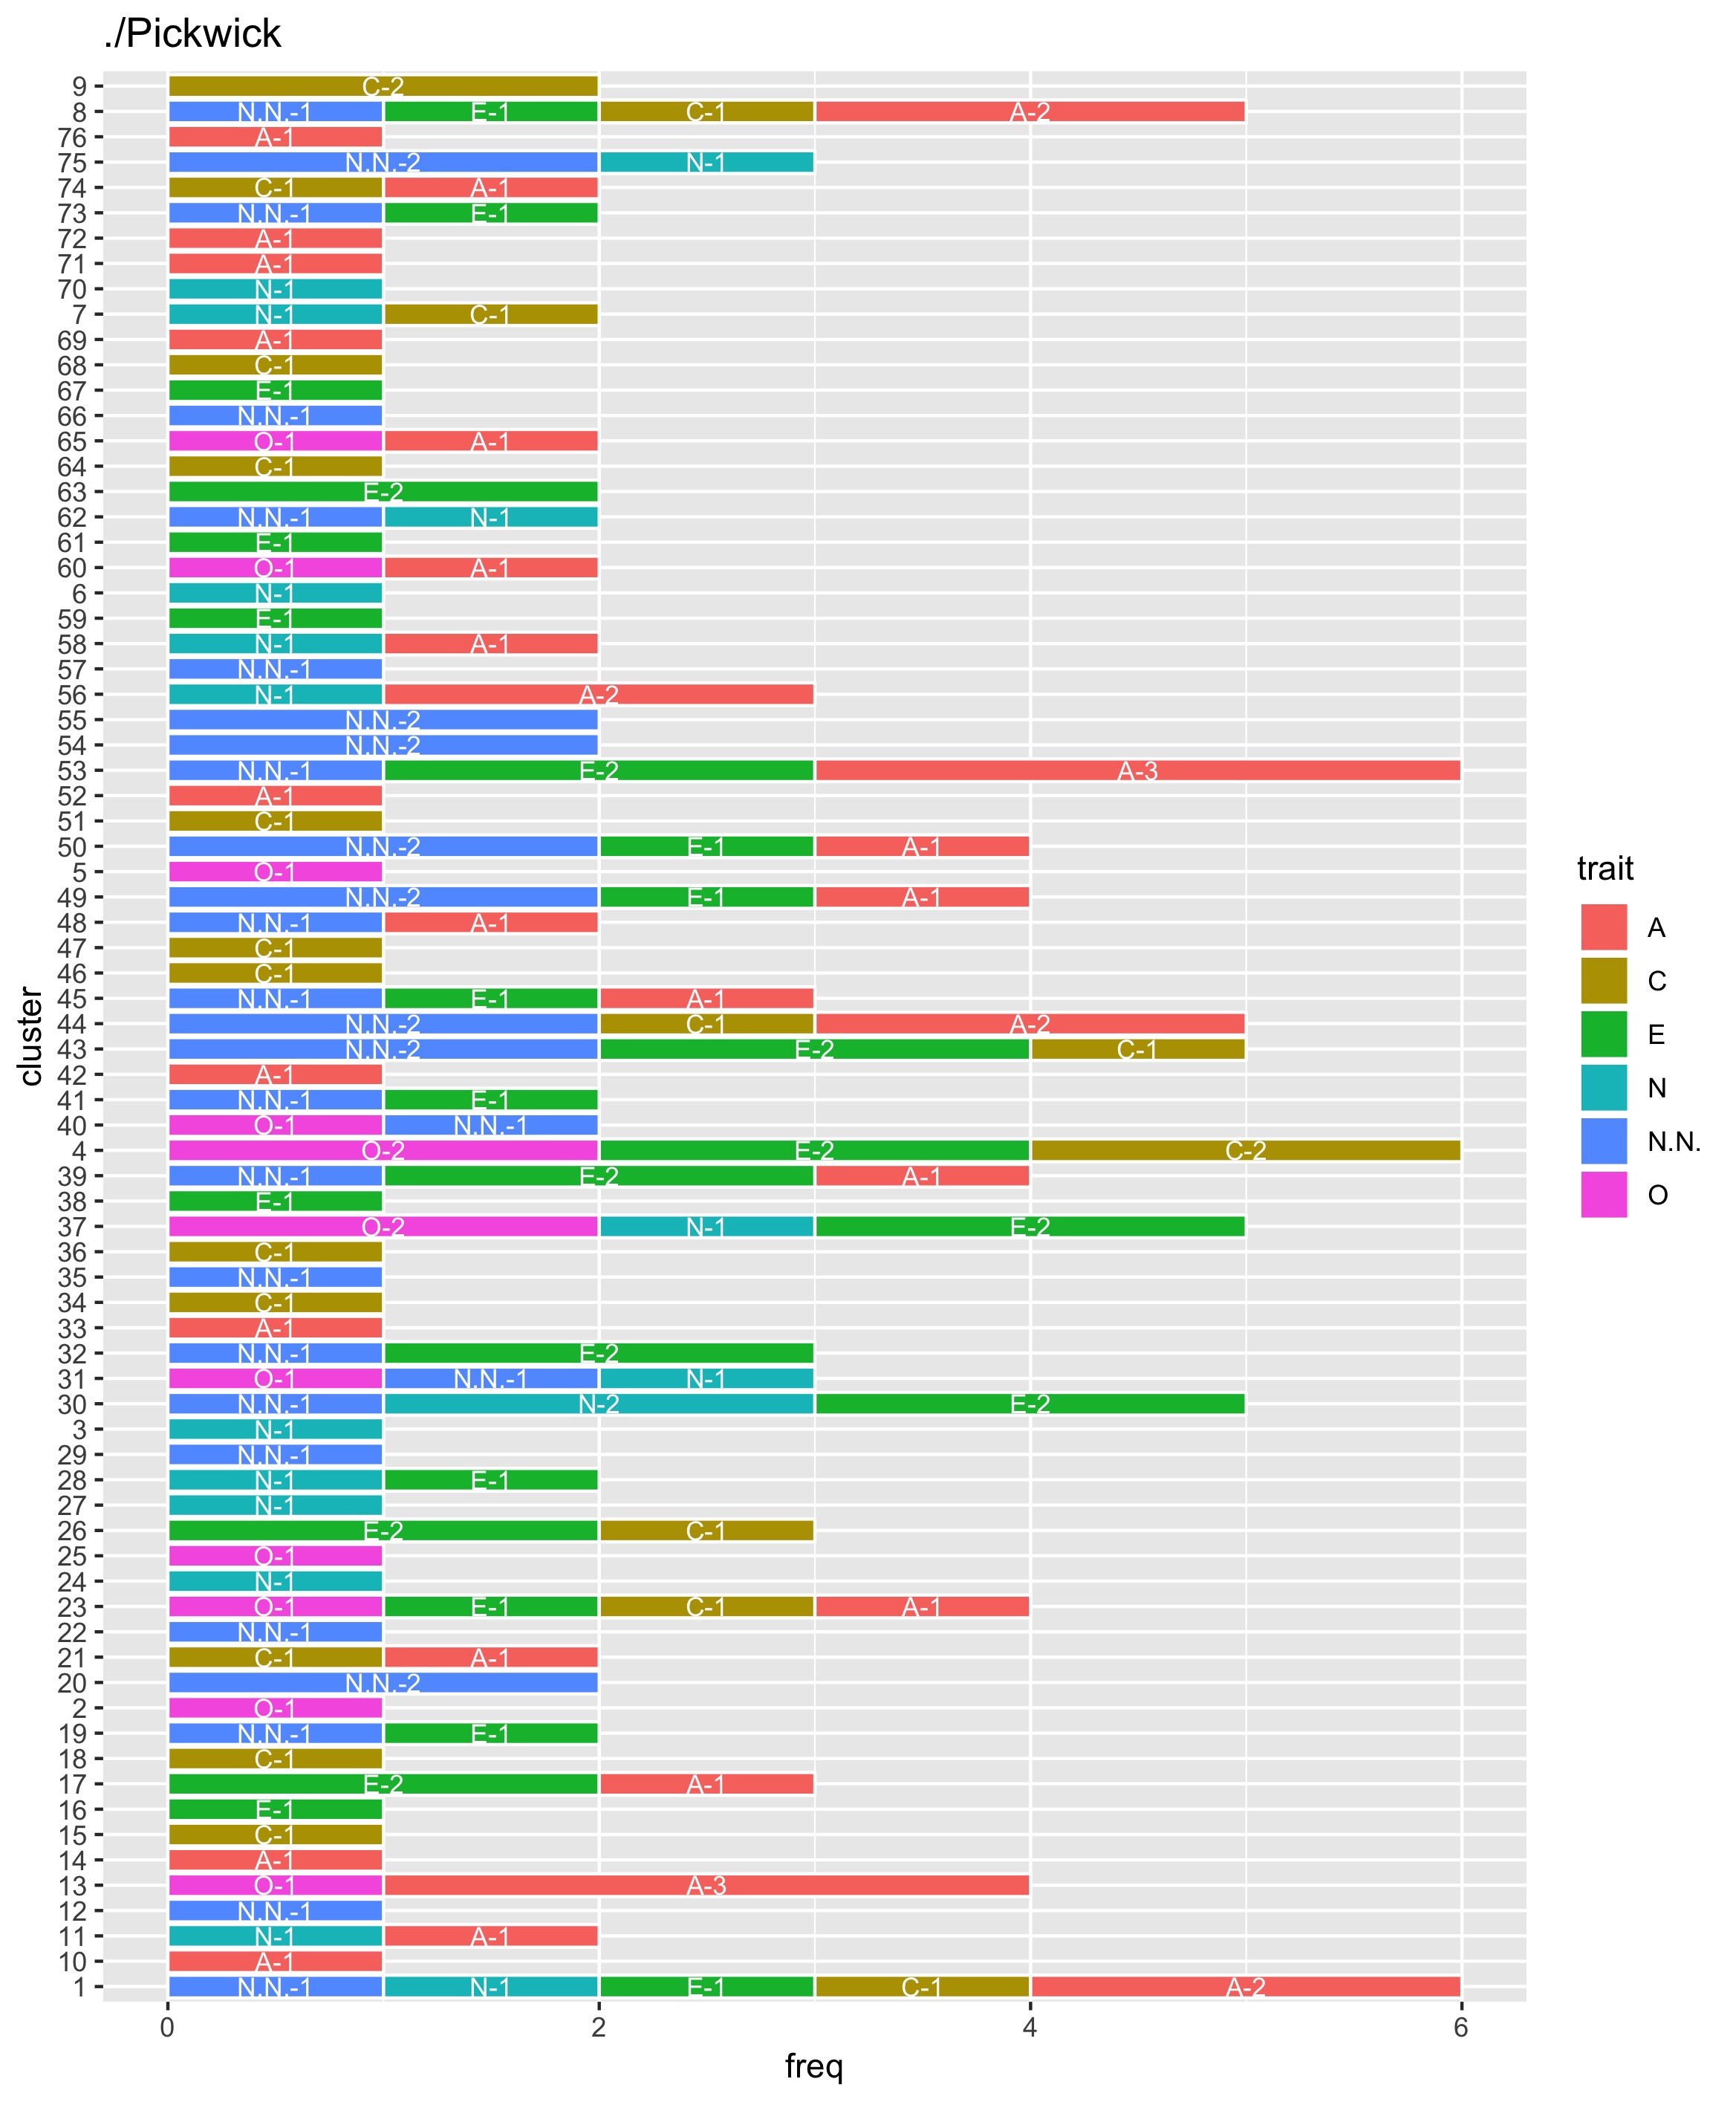 ./Pickwick
9 C-2
8 N.N.-1 E-1 C-1 A-2
76 A-1
75 N.N.-2 N-1
74 C-1 A-1
73 N.N.-1 E-1
72 A-1
71 A-1
70 N-1
7 N-1 C-1
69 A-1
68 C-1
67 E-1
66 N.N.-1
65 O-1 A-1
64 C-1
63 E-2
62 N.N.-1 N-1
61 E-1
60 O-1 A-1
6 N-1
59 E-1
58 N-1 A-1
57 N.N.-1
56 N-1 A-2
55 N.N.-2
54 N.N.-2
53 N.N.-1 E-2 A-3
52 A-1
51 C-1
50 N.N.-2 E-1 A-1
5 O-1
49 N.N.-2 E-1 A-1
48 N.N.-1 A-1
47 C-1
46 C-1
45 N.N.-1 E-1 A-1
44 N.N.-2 C-1 A-2
43 N.N.-2 E-2 C-1
42 A-1
41 N.N.-1 E-1
40 O-1 N.N.-1
4 O-2 E-2 C-2
39 N.N.-1 E-2 A-1
38 E-1
37 O-2 N-1 E-2
36 C-1
35 N.N.-1
34 C-1
33 A-1
32 N.N.-1 E-2
31 O-1 N.N.-1 N-1
30 N.N.-1 N-2 E-2
3 N-1
29 N.N.-1
28 N-1 E-1
27 N-1
26 E-2 C-1
25 O-1
24 N-1
23 O-1 E-1 C-1 A-1
22 N.N.-1
21 C-1 A-1
20 N.N.-2
2 O-1
19 N.N.-1 E-1
18 C-1
17 E-2 A-1
16 E-1
15 C-1
14 A-1
13 O-1 A-3
12 N.N.-1
11 N-1 A-1
10 A-1
1 N.N.-1 N-1 E-1 C-1 A-2
0 2 4 6
freq
cluster
trait
A
C
E
N
N.N.
O